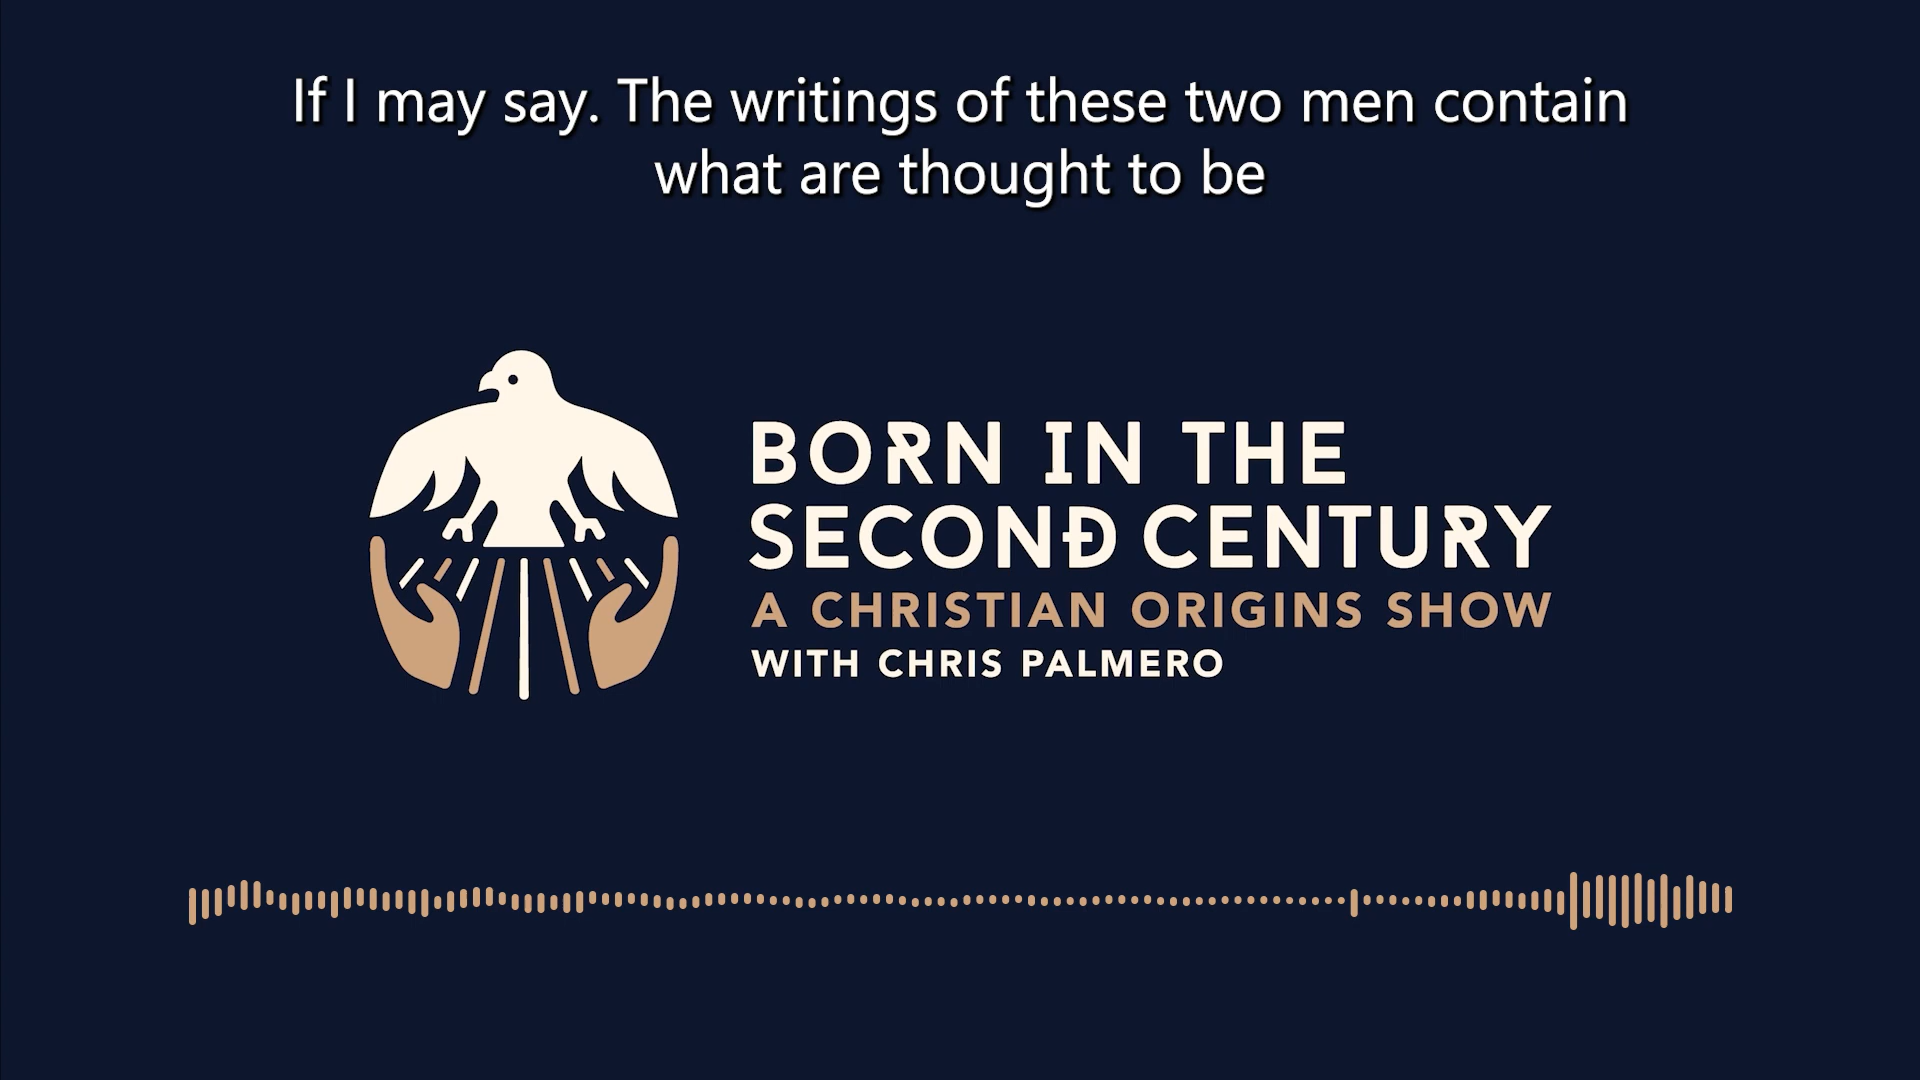 If I may say. The writings of these two men contain
what are thought to be
BORN IN THE
SECOND CENTURY
A CHRISTIAN ORIGINS SHOW
WITH CHRIS PALMERO